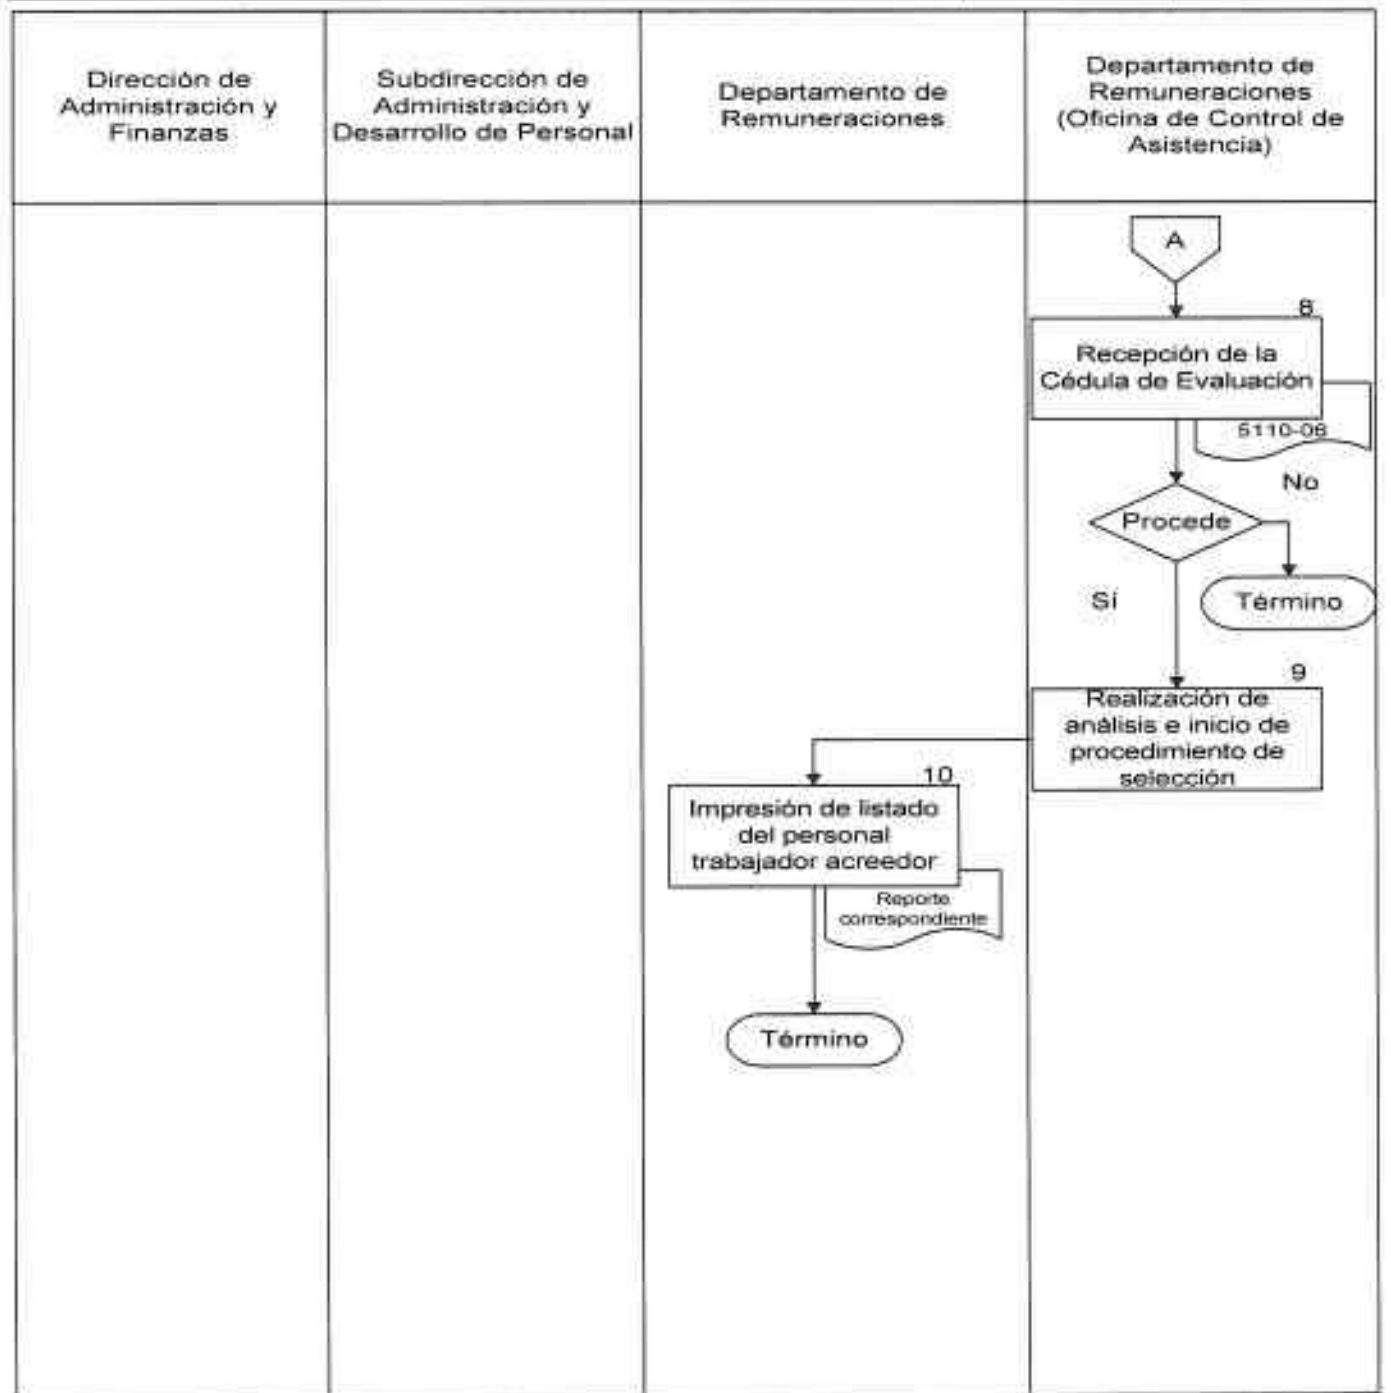 Dirección de
Administración y
Finanzas
Subdirección de
Administración y
Desarrollo de Personal
Departamento de
Remuneraciones
Departamento de
Remuneraciones
(Oficina de Control de
Asistencia)
A
8
Recepción de la
Cédula de Evaluación
5110-06
No
Procede
Sí
Término
9
Realización de
análisis e inicio de
procedimiento de
selección
10
Impresión de listado
del personal
trabajador acreedor
Reporte
correspondiente
Término